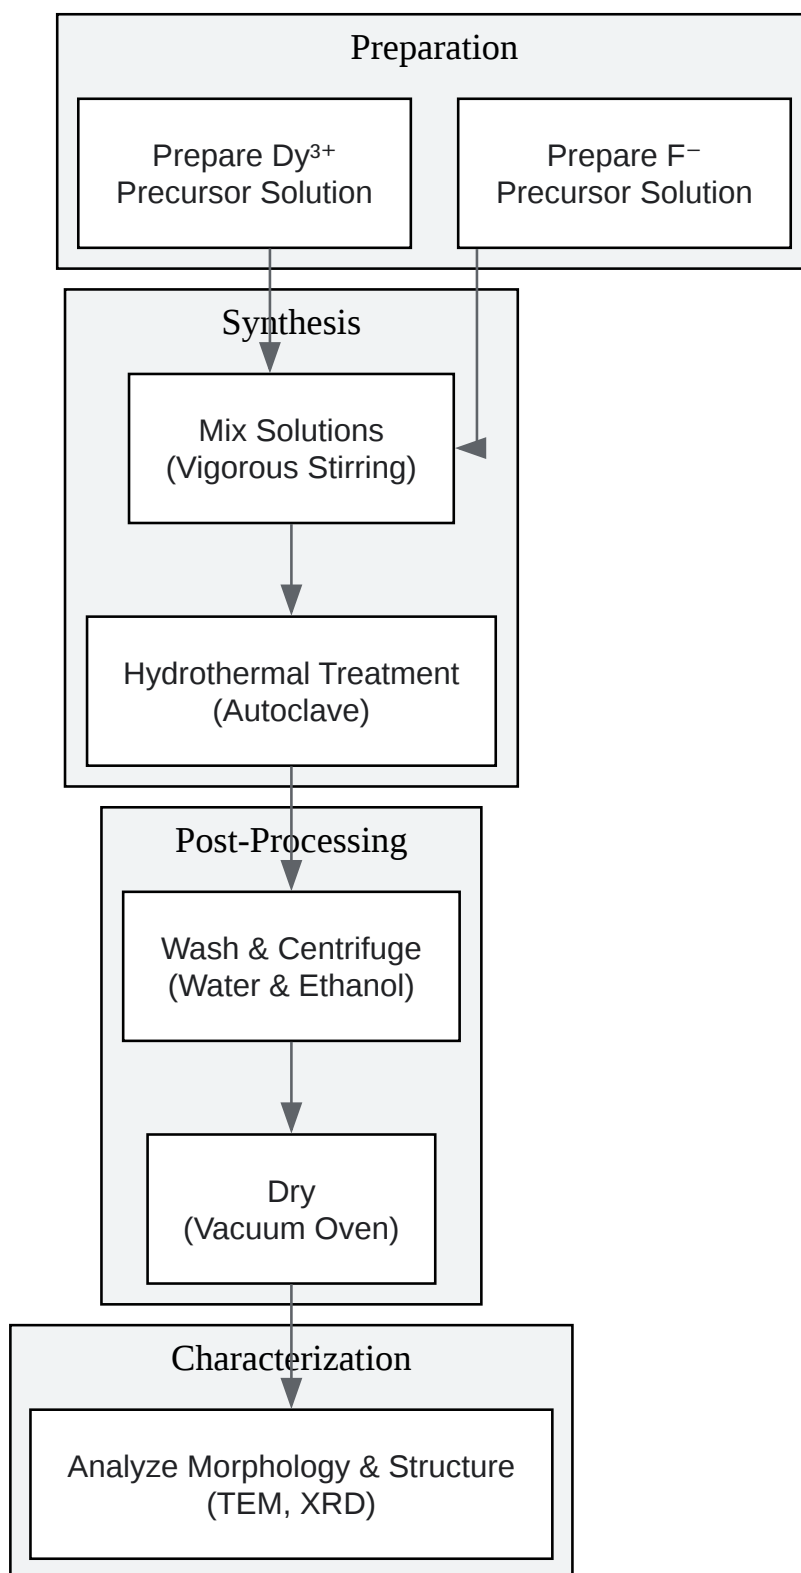 Preparation
Prepare Dy³⁺
Precursor Solution
Prepare F⁻
Precursor Solution
Synthesis
Mix Solutions
(Vigorous Stirring)
Hydrothermal Treatment
(Autoclave)
Post-Processing
Wash & Centrifuge
(Water & Ethanol)
Dry
(Vacuum Oven)
Characterization
Analyze Morphology & Structure
(TEM, XRD)